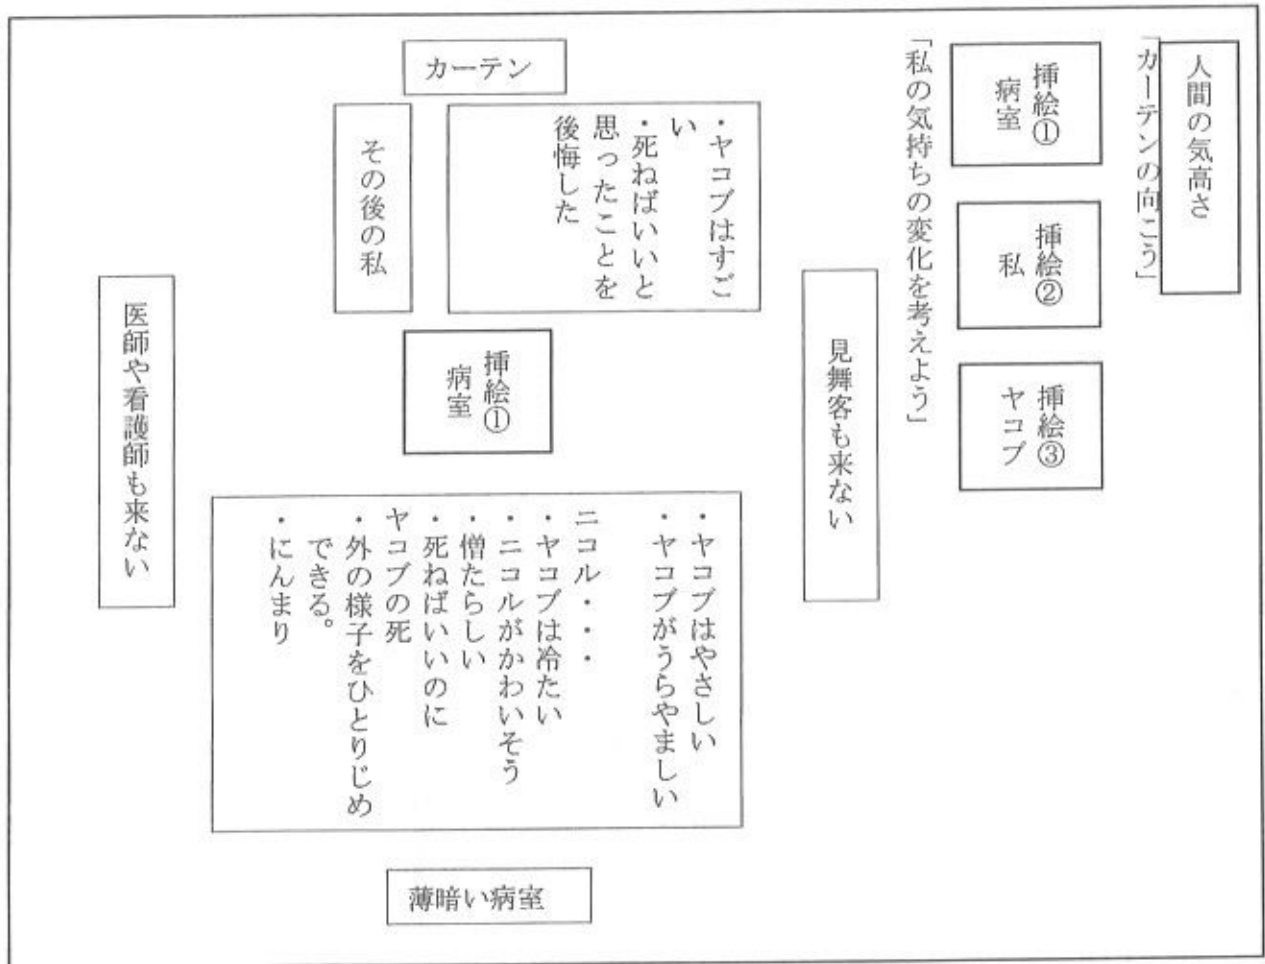 人間の気高さ
「カーテンの向こう」
挿絵①
病室
挿絵②
私
挿絵③
ヤコブ
「私の気持ちの変化を考えよう」
見舞客も来ない
カーテン
・ヤコブはすご
い
・死ねばいいと
思ったことを
後悔した
その後の私
挿絵①
病室
・ヤコブはやさしい
・ヤコブがうらやましい
ニコル・・・
・ヤコブは冷たい
・ニコルがかわいそう
・憎たらしい
・死ねばいいのに
ヤコブの死
・外の様子をひとりじめ
できる。
・にんまり
医師や看護師も来ない
薄暗い病室